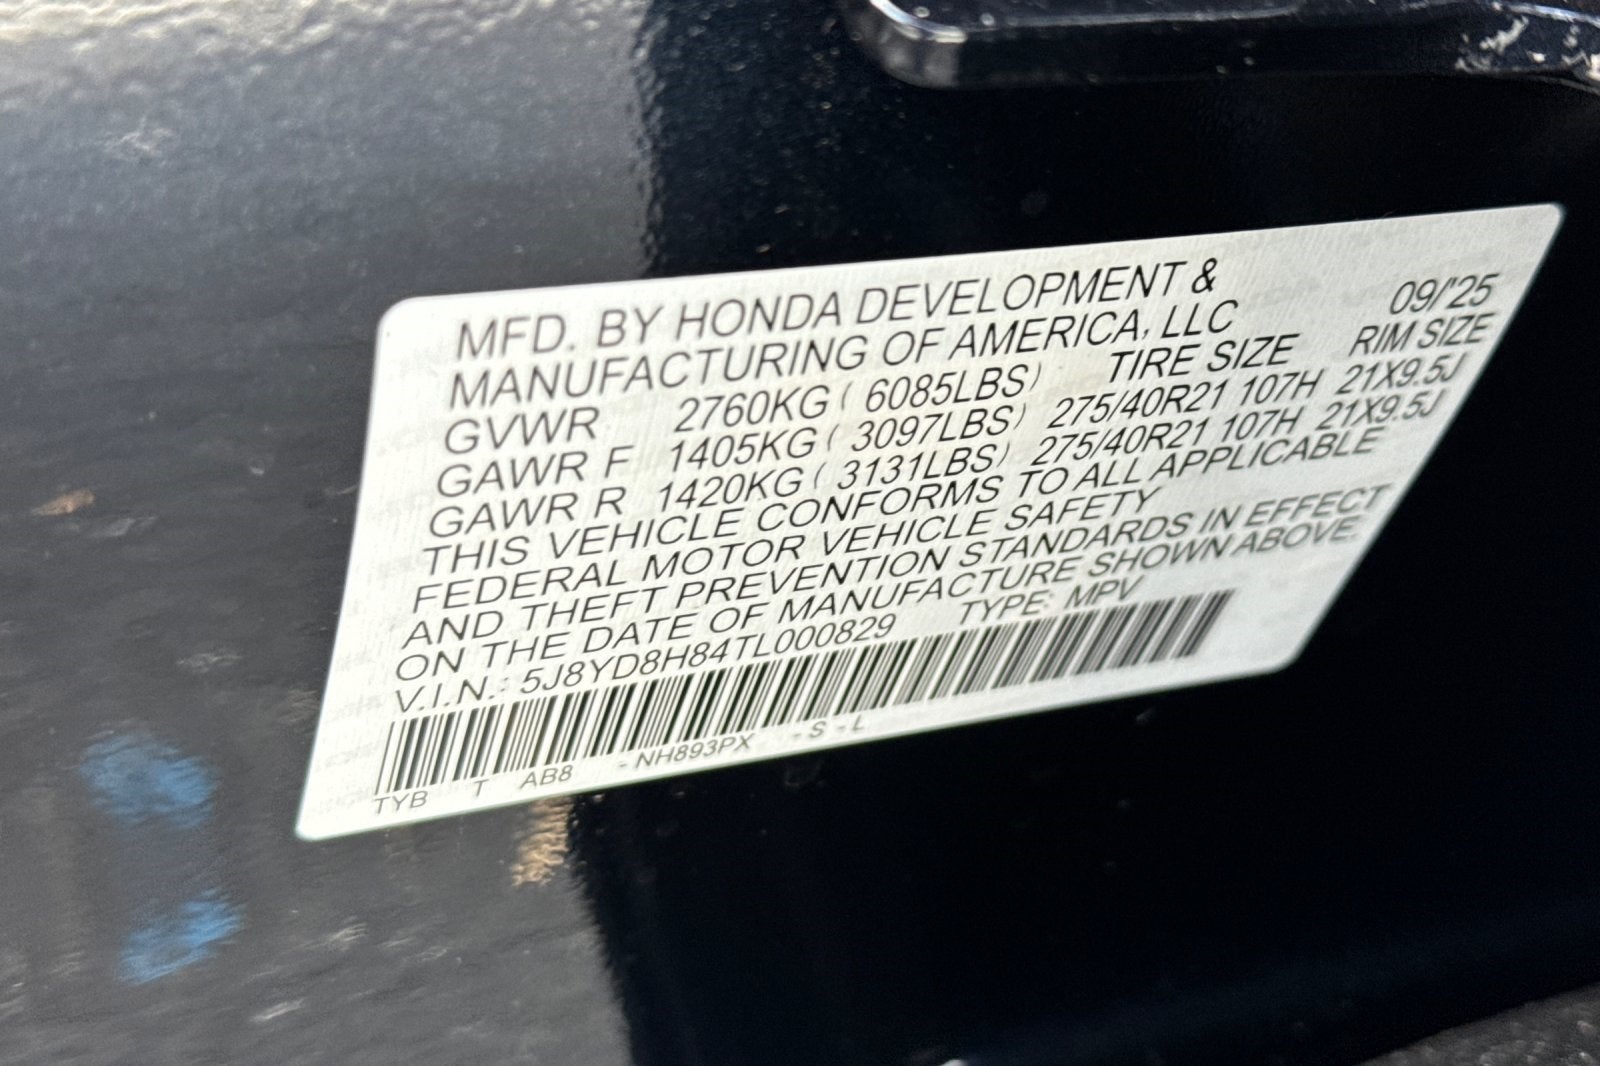 MFD. BY HONDA DEVELOPMENT &
MANUFACTURING OF AMERICA, LLC 09/'25
GVWR 2760KG ( 6085LBS) TIRE SIZE RIM SIZE
GAWR F 1405KG ( 3097LBS) 275/40R21 107H 21X9.5J
GAWR R 1420KG ( 3131LBS) 275/40R21 107H 21X9.5J
THIS VEHICLE CONFORMS TO ALL APPLICABLE
FEDERAL MOTOR VEHICLE SAFETY
AND THEFT PREVENTION STANDARDS IN EFFECT
ON THE DATE OF MANUFACTURE SHOWN ABOVE.
V.I.N.: 5J8YD8H84TL000829 TYPE: MPV
TYB T AB8 -NH893PX -S -L